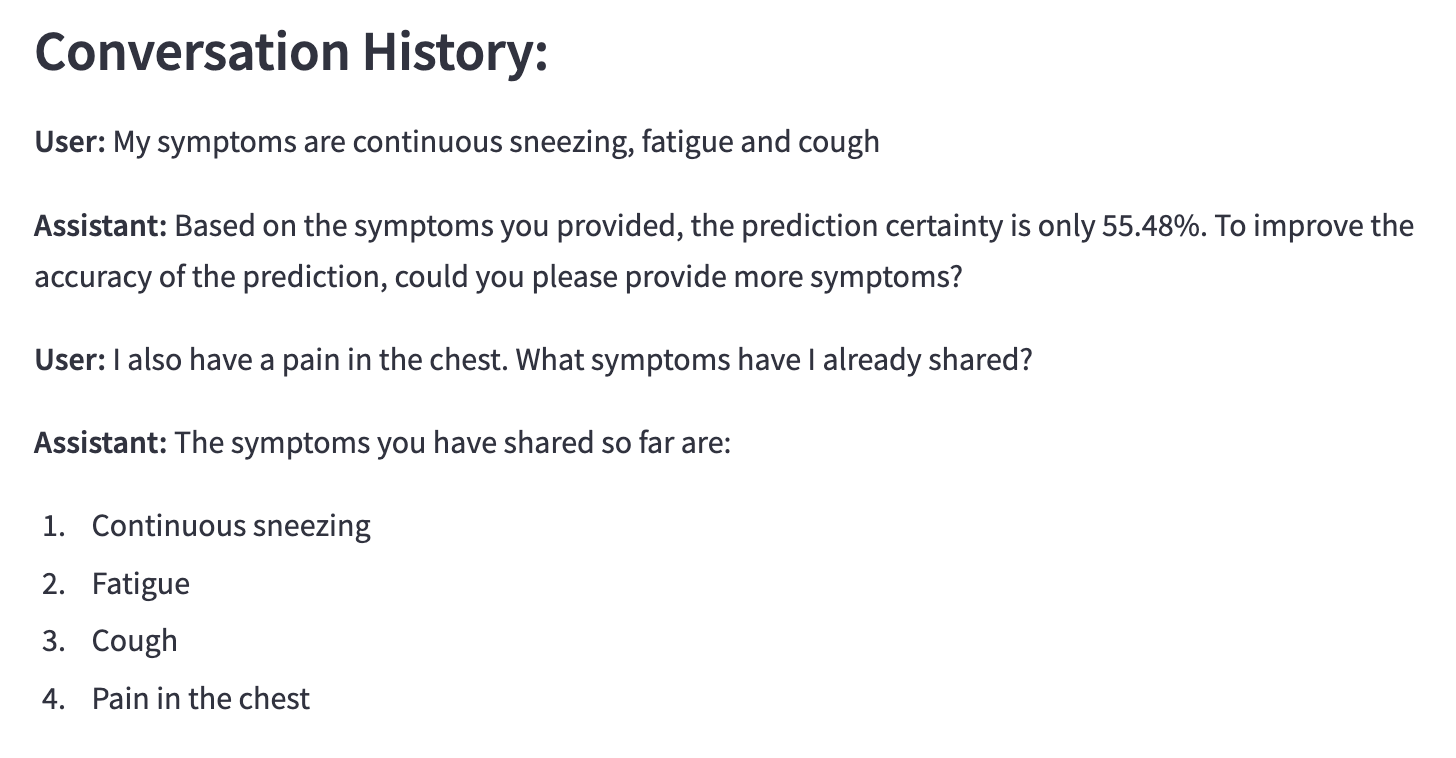 Conversation History:
User: My symptoms are continuous sneezing, fatigue and cough
Assistant: Based on the symptoms you provided, the prediction certainty is only 55.48%. To improve the
accuracy of the prediction, could you please provide more symptoms?
User: I also have a pain in the chest. What symptoms have I already shared?
Assistant: The symptoms you have shared so far are:
1. Continuous sneezing
2. Fatigue
3. Cough
4. Pain in the chest